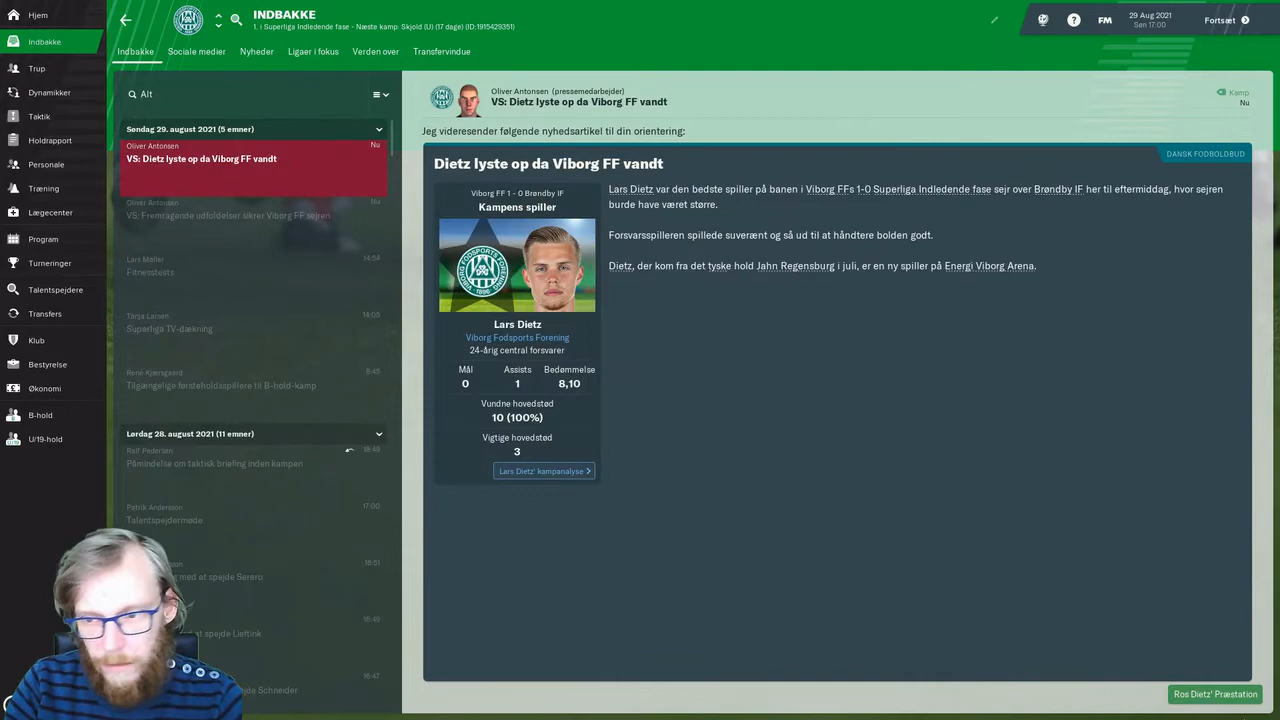 Hjem
Indbakke
Trup
Dynamikker
Taktik
Holdrapport
Personale
Træning
Lægecenter
Program
Turneringer
Talentspejdere
Transfers
Klub
Bestyrelse
Økonomi
B-hold
U/19-hold
INDBAKKE
1. i Superliga Indledende fase - Næste kamp: Skjold (U) (17 dage) (ID:1915429351)
FM
29 Aug 2021
Søn 17:00
Fortsæt
Indbakke
Sociale medier
Nyheder
Ligaer i fokus
Verden over
Transfervindue
Alt
Søndag 29. august 2021 (5 emner)
Oliver Antonsen
Nu
VS: Dietz lyste op da Viborg FF vandt
Oliver Antonsen
Nu
VS: Fremragende udfoldelser sikrer Viborg FF sejren
Lars Møller
14:54
Fitnesstests
Tanja Larsen
14:05
Superliga TV-dækning
René Kjærsgaard
8:45
Tilgængelige førsteholdsspillere til B-hold-kamp
Lørdag 28. august 2021 (11 emner)
Ralf Pedersen
18:49
Påmindelse om taktisk briefing inden kampen
Patrik Andersson
17:00
Talentspejdermøde
16:51
med at spejde Serero
16:49
at spejde Lieftink
16:47
Schneider
Oliver Antonsen (pressemedarbejder)
VS: Dietz lyste op da Viborg FF vandt
Kamp
Nu
Jeg videresender følgende nyhedsartikel til din orientering:
DANSK FODBOLDBUD
Dietz lyste op da Viborg FF vandt
Viborg FF 1 - 0 Brøndby IF
Kampens spiller
VIBORG FODSPORTS FORENING
1896
Lars Dietz
Viborg Fodsports Forening
24-årig central forsvarer
Mål Assists Bedømmelse
0 1 8,10
Vundne hovedstød
10 (100%)
Vigtige hovedstød
3
Lars Dietz' kampanalyse
Lars Dietz var den bedste spiller på banen i Viborg FFs 1-0 Superliga Indledende fase sejr over Brøndby IF her til eftermiddag, hvor sejren
burde have været større.
Forsvarsspilleren spillede suverænt og så ud til at håndtere bolden godt.
Dietz, der kom fra det tyske hold Jahn Regensburg i juli, er en ny spiller på Energi Viborg Arena.
Ros Dietz' Præstation